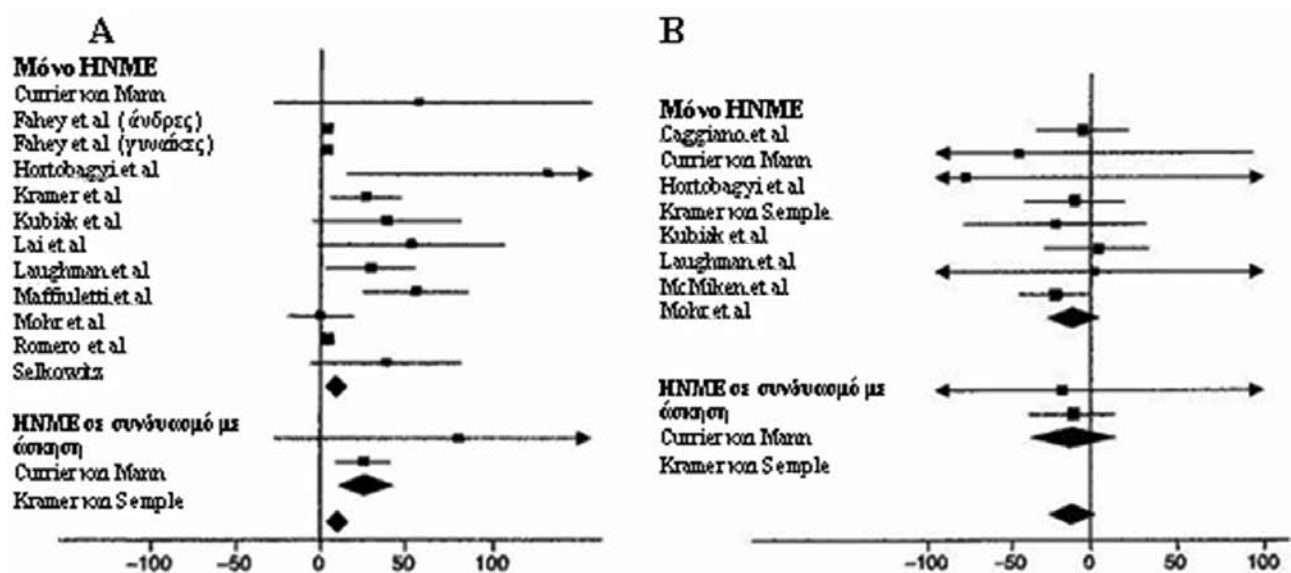 A
Μόνο ΗΝΜΕ
Currier και Mann
Fahey et al (άνδρες)
Fahey et al (γυναίκες)
Hortobagyi et al
Kramer et al
Kubiak et al
Lai et al
Laughman et al
Maffiuletti et al
Mohr et al
Romero et al
Selkowitz
ΗΝΜΕ σε συνδυασμό με
άσκηση
Currier και Mann
Kramer και Semple
-100 -50 0 50 100
B
Μόνο ΗΝΜΕ
Caggiano et al
Currier και Mann
Hortobagyi et al
Kramer και Semple
Kubiak et al
Laughman et al
McMiken et al
Mohr et al
ΗΝΜΕ σε συνδυασμό με
άσκηση
Currier και Mann
Kramer και Semple
-100 -50 0 50 100